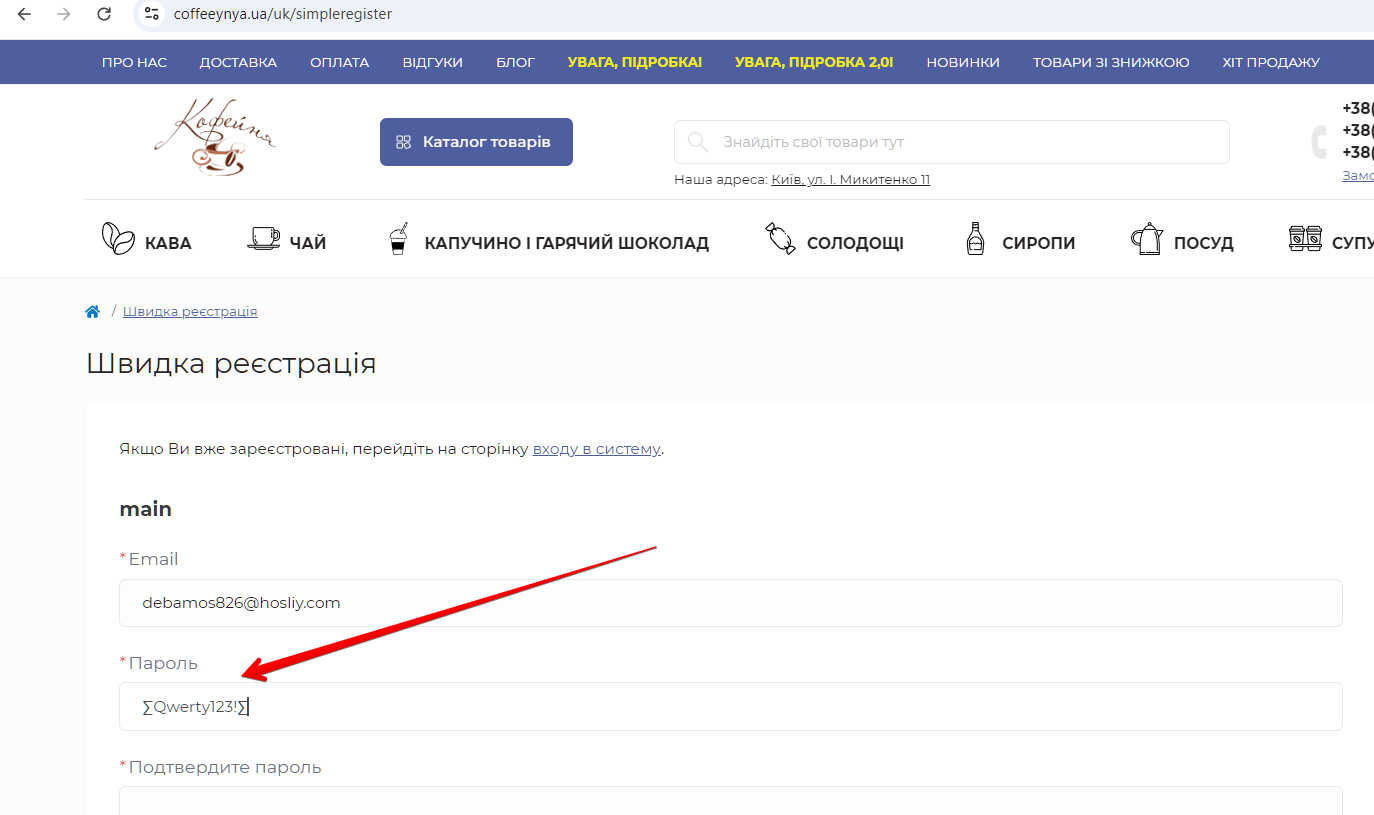 coffeeynya.ua/uk/simpleregister
ПРО НАС ДОСТАВКА ОПЛАТА ВІДГУКИ БЛОГ УВАГА, ПІДРОБКА! УВАГА, ПІДРОБКА 2,0! НОВИНКИ ТОВАРИ ЗІ ЗНИЖКОЮ ХІТ ПРОДАЖУ
Кофейня
Каталог товарів
Знайдіть свої товари тут
Наша адреса: Київ, ул. І. Микитенко 11
+38(
+38(
+38(
Замо
КАВА ЧАЙ КАПУЧИНО І ГАРЯЧИЙ ШОКОЛАД СОЛОДОЩІ СИРОПИ ПОСУД СУПУ
/ Швидка реєстрація
Швидка реєстрація
Якщо Ви вже зареєстровані, перейдіть на сторінку входу в систему.
main
*Email
debamos826@hosliy.com
*Пароль
∑Qwerty123!∑
*Подтвердите пароль